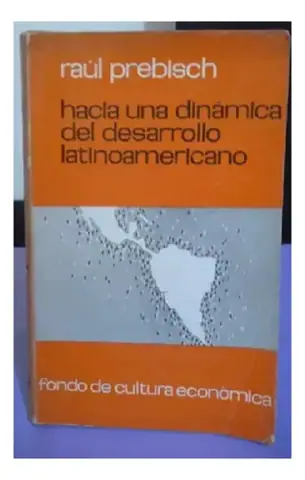 raúl prebisch
hacia una dinámica
del desarrollo
latinoamericano
fondo de cultura económica